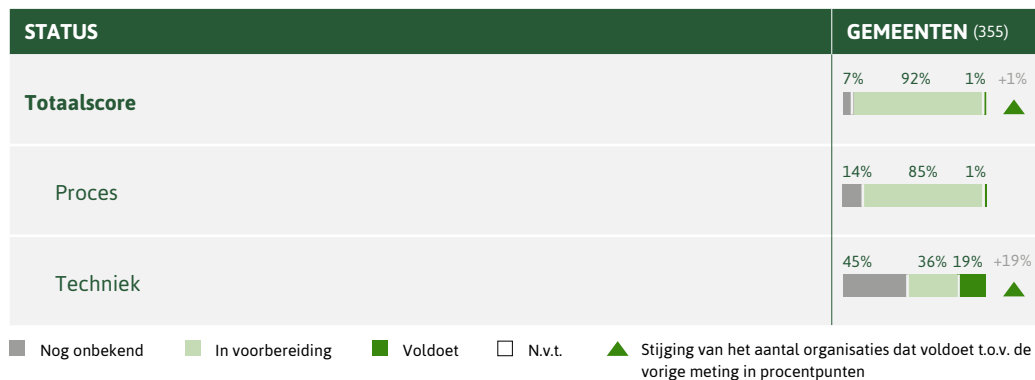 STATUS GEMEENTEN (355)
7% 92% 1% +1%
Totaalscore
14% 85% 1%
Proces
45% 36% 19% +19%
Techniek
Nog onbekend In voorbereiding Voldoet N.v.t. Stijging van het aantal organisaties dat voldoet t.o.v. de
vorige meting in procentpunten